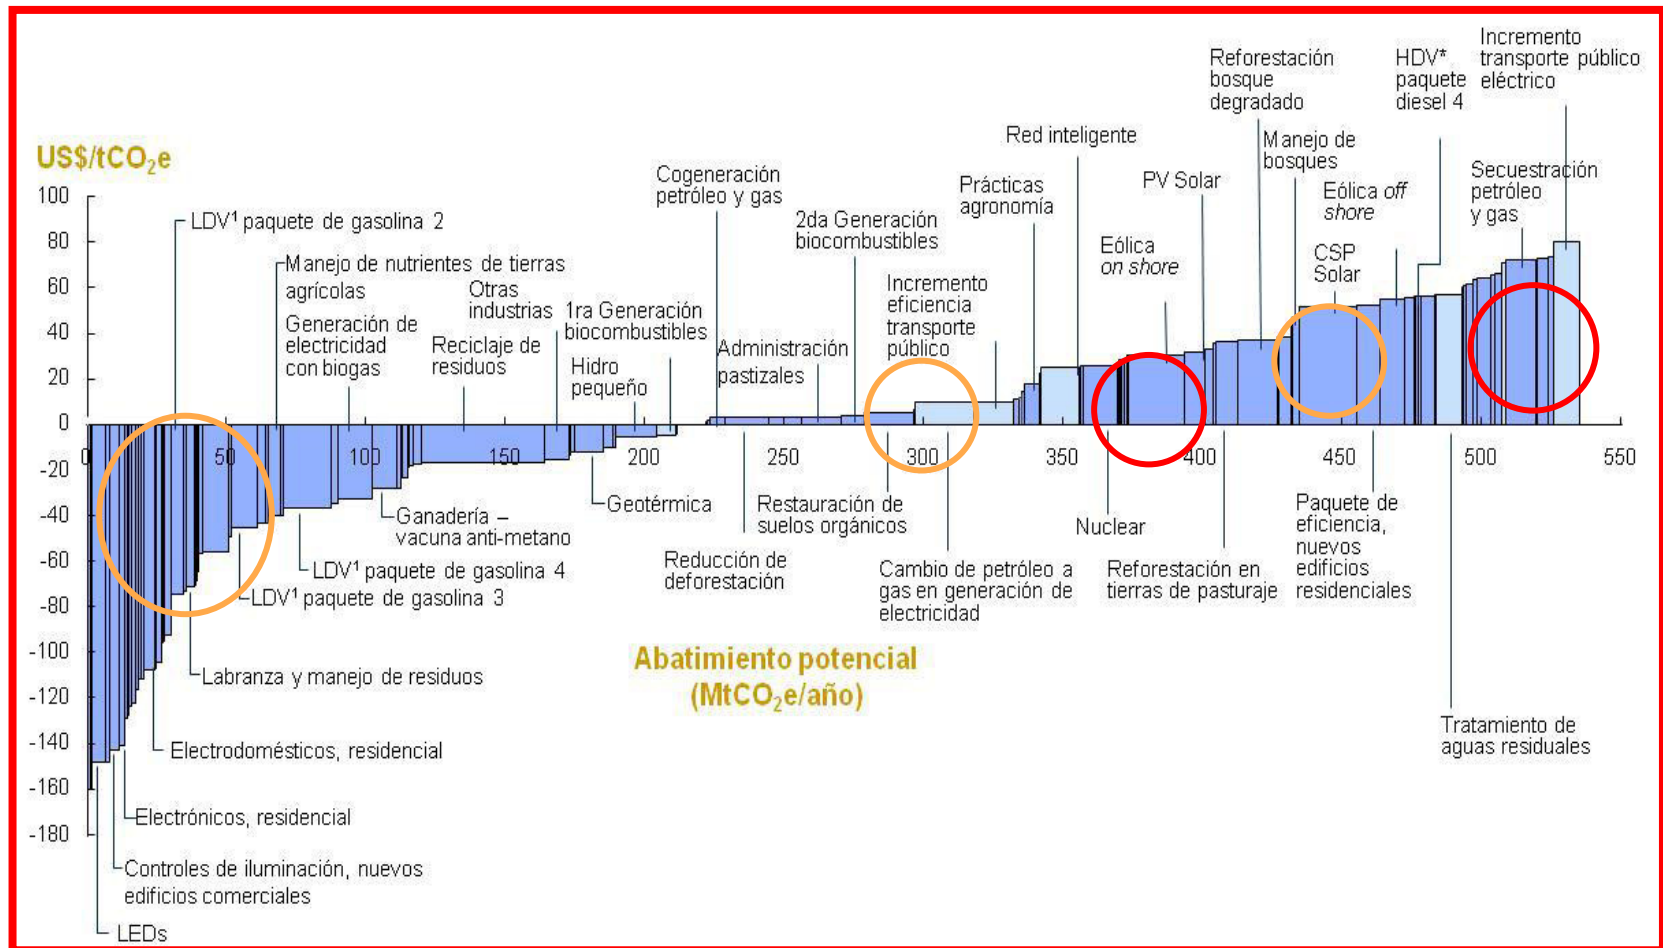 US$/tCO₂e
100
80
60
40
20
0
-20
-40
-60
-80
-100
-120
-140
-160
-180
0
50
100
150
200
250
300
350
400
450
500
550
LDV¹ paquete de gasolina 2
Manejo de nutrientes de tierras
agrícolas
Generación de
electricidad
con biogas
Reciclaje de
residuos
Otras
industrias
1ra Generación
biocombustibles
Hidro
pequeño
Cogeneración
petróleo y gas
Administración
pastizales
2da Generación
biocombustibles
Incremento
eficiencia
transporte
público
Prácticas
agronomía
Red inteligente
Eólica
on shore
PV Solar
Reforestación
bosque
degradado
Manejo de
bosques
Eólica off
shore
CSP
Solar
HDV*
paquete
diesel 4
Incremento
transporte público
eléctrico
Secuestración
petróleo
y gas
Geotérmica
Ganadería –
vacuna anti-metano
LDV¹ paquete de gasolina 4
LDV¹ paquete de gasolina 3
Labranza y manejo de residuos
Electrodomésticos, residencial
Electrónicos, residencial
Controles de iluminación, nuevos
edificios comerciales
LEDs
Reducción de
deforestación
Restauración de
suelos orgánicos
Cambio de petróleo a
gas en generación de
electricidad
Nuclear
Reforestación en
tierras de pasturaje
Paquete de
eficiencia,
nuevos
edificios
residenciales
Tratamiento de
aguas residuales
Abatimiento potencial
(MtCO₂e/año)